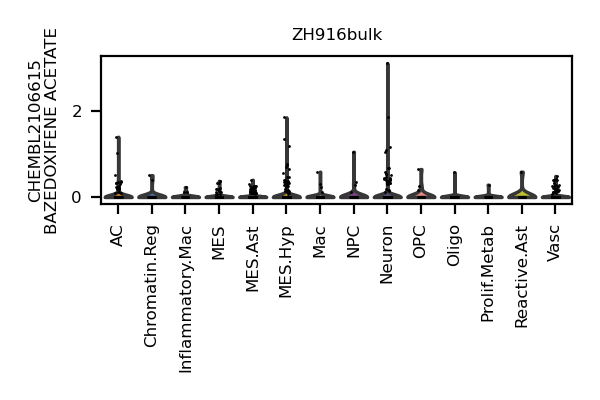 ZH916bulk
CHEMBL2106615
BAZEDOXIFENE ACETATE
2
0
AC
Chromatin.Reg
Inflammatory.Mac
MES
MES.Ast
MES.Hyp
Mac
NPC
Neuron
OPC
Oligo
Prolif.Metab
Reactive.Ast
Vasc